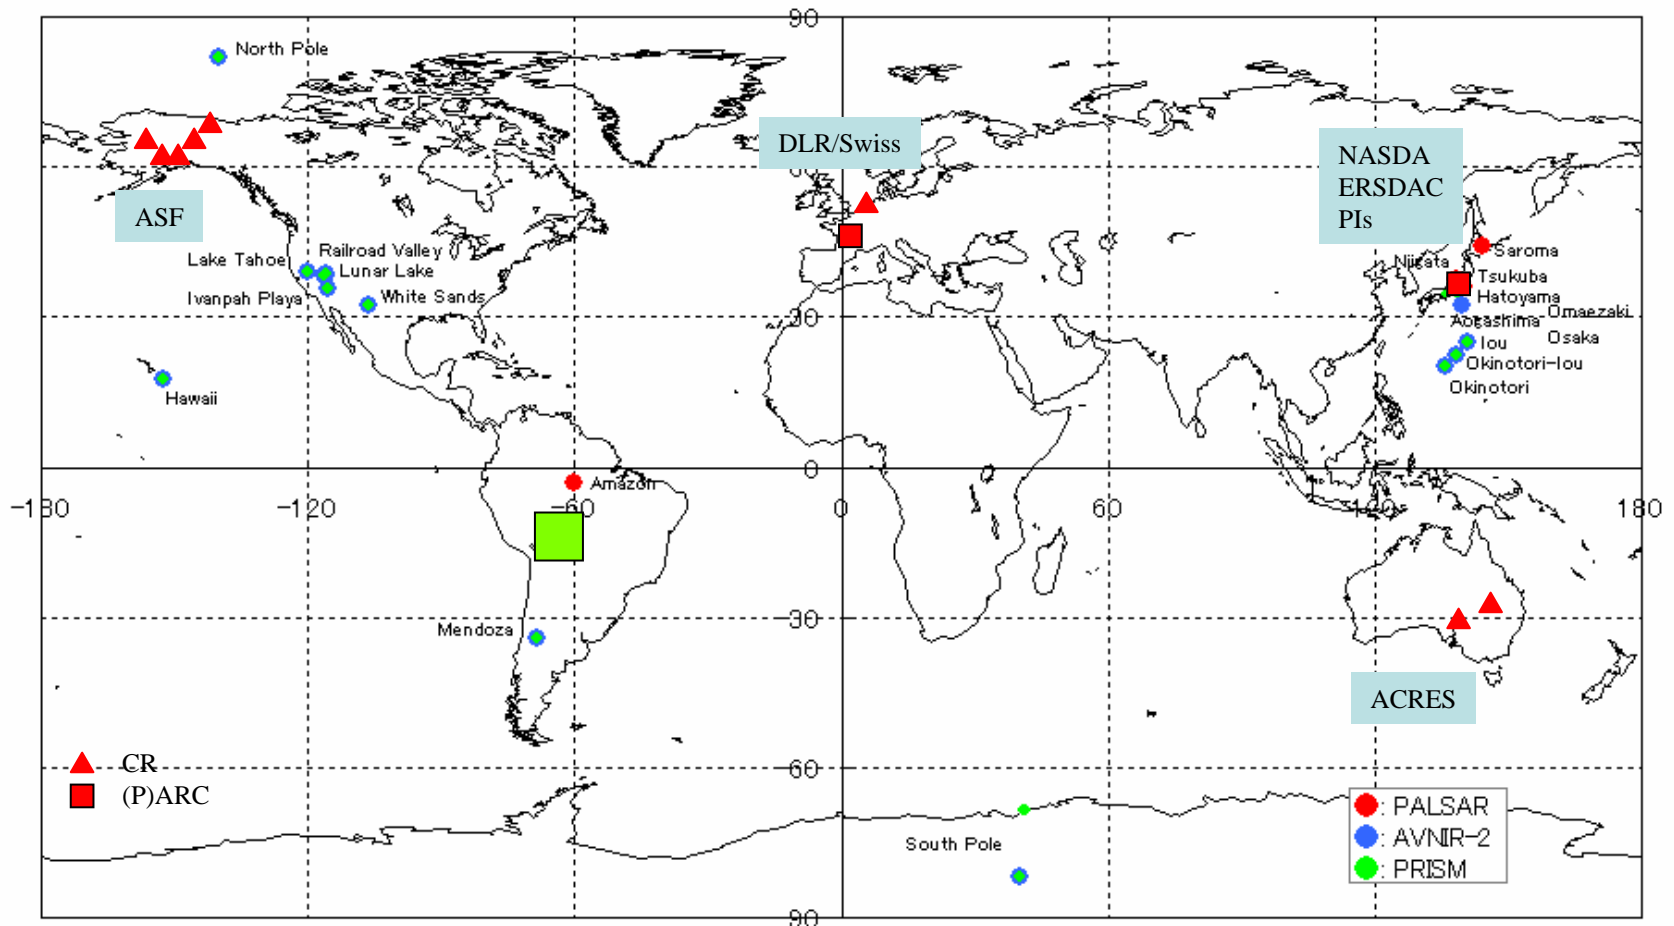 90
North Pole
DLR/Swiss
NASDA
ERSDAC
PIs
ASF
Railroad Valley
Lake Tahoe
Lunar Lake
Ivanpah Playa
White Sands
Saroma
Niigata
Tsukuba
Hatoyama
Omaezaki
30
Aogashima
Osaka
Iou
Okinotori-Iou
Okinotori
Hawaii
0
Amazon
-180
-120
-60
0
60
120
180
-30
Mendoza
ACRES
-60
CR
(P)ARC
: PALSAR
: AVNIR-2
: PRISM
South Pole
-90